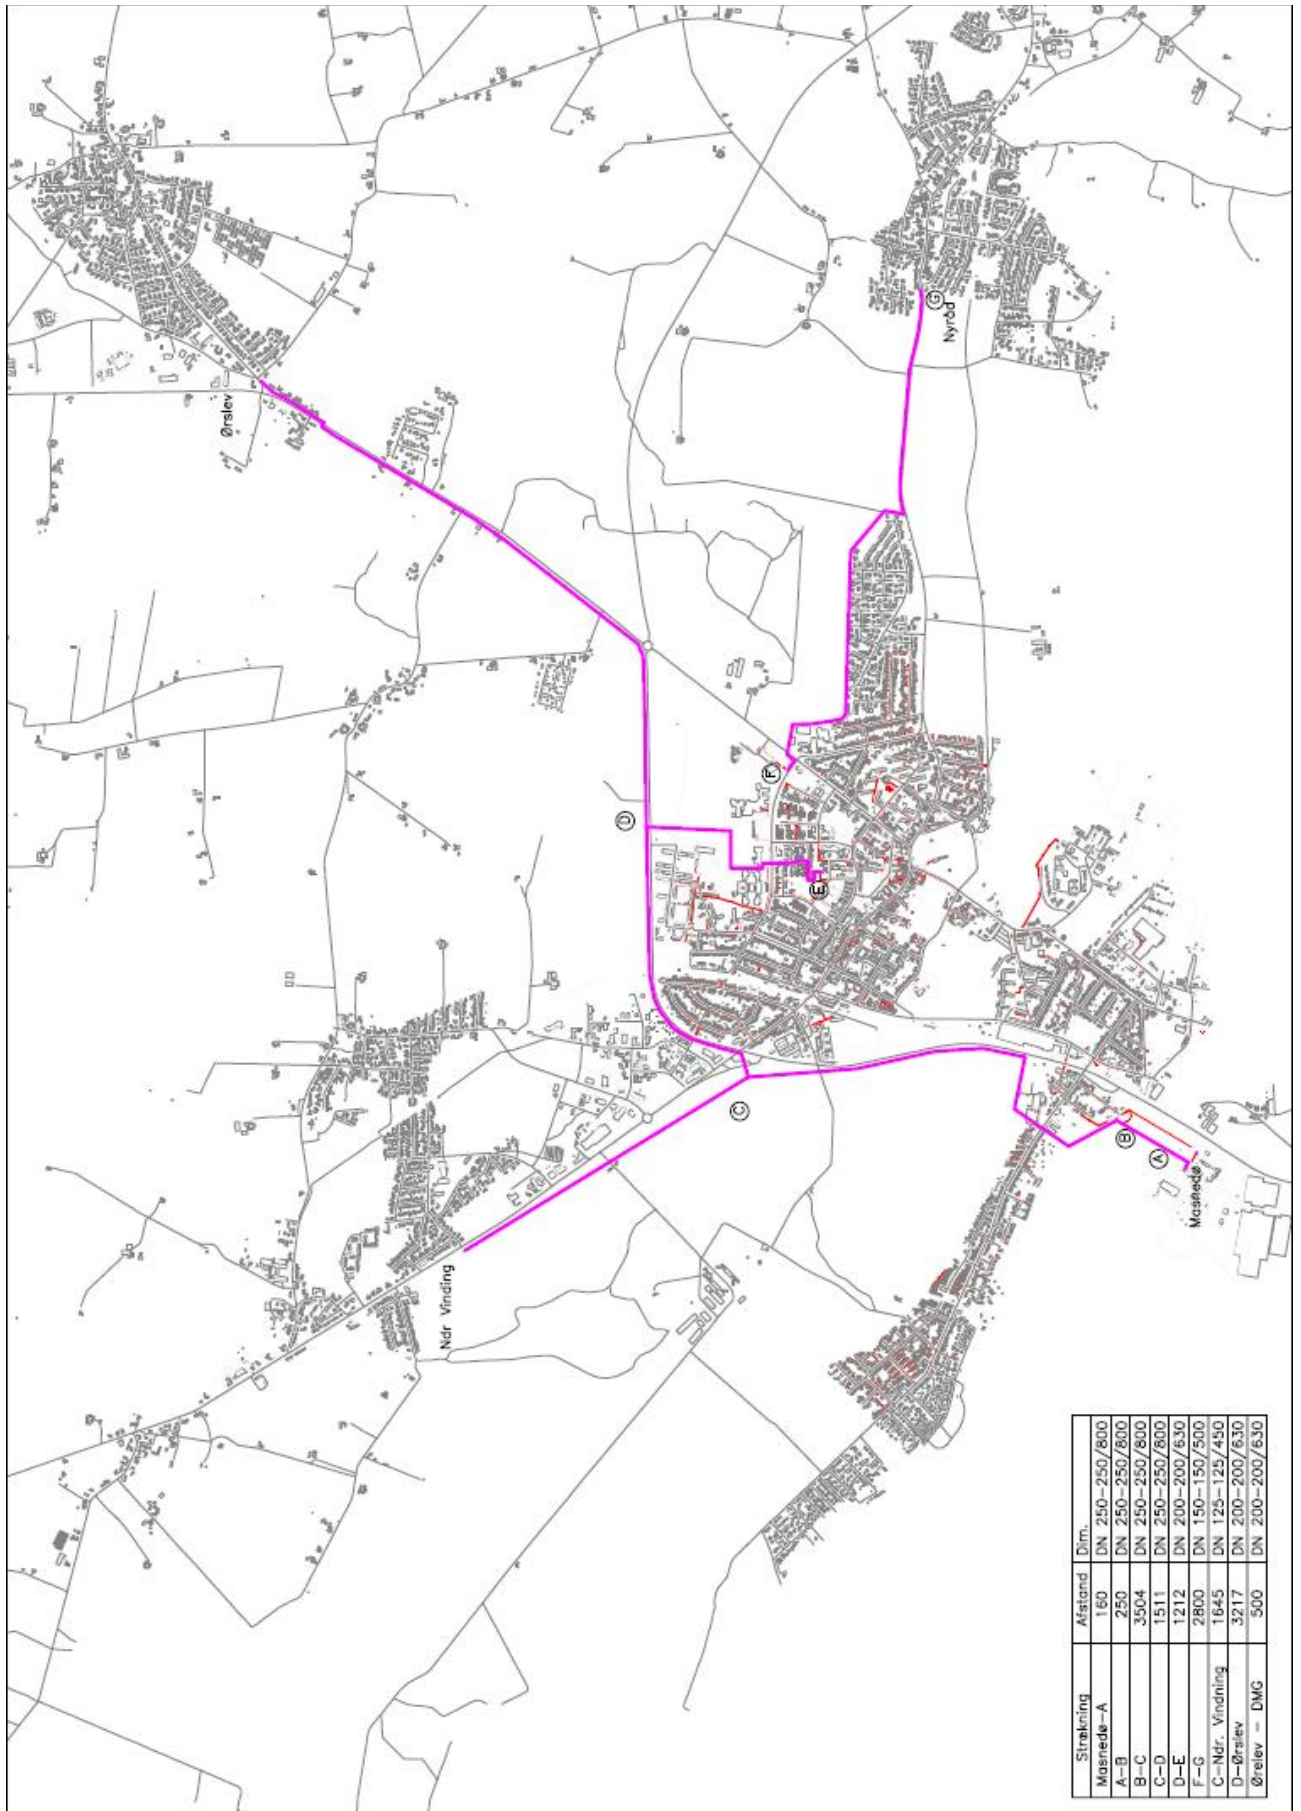 Ørslev
Nyråd
G
D
F
E
Ndr Vinding
C
B
A
Masnedø
Strækning Afstand Dim.
Masnedø–A 160 DN 250–250/800
A–B 250 DN 250–250/800
B–C 3504 DN 250–250/800
C–D 1511 DN 250–250/800
D–E 1212 DN 200–200/630
F–G 2800 DN 150–150/500
C–Ndr. Vindning 1645 DN 125–125/450
D–Ørslev 3217 DN 200–200/630
Ørslev – DMG 500 DN 200–200/630